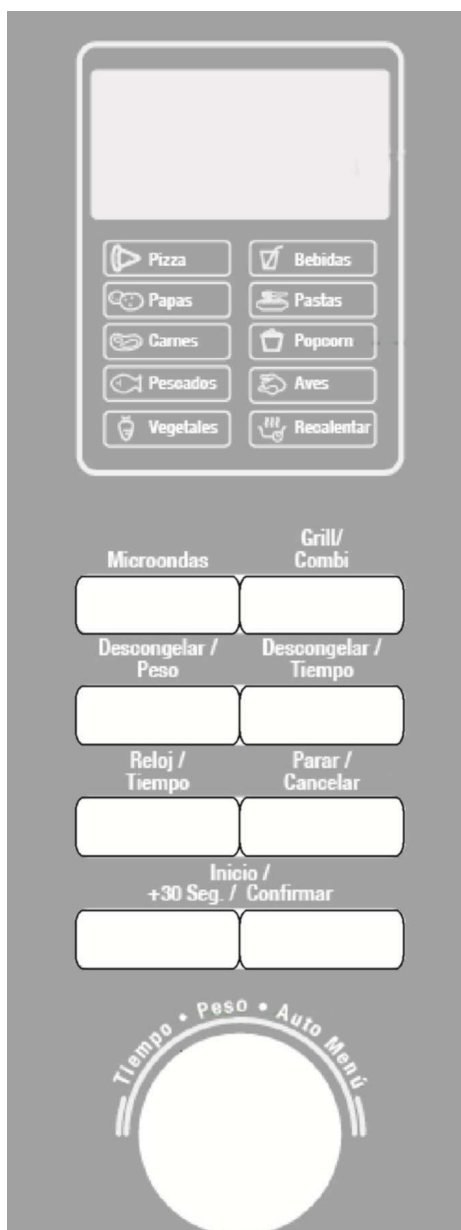 Pizza
Bebidas
Papas
Pastas
Carnes
Popcorn
Pescados
Aves
Vegetales
Recalentar
Microondas
Grill/
Combi
Descongelar /
Peso
Descongelar /
Tiempo
Reloj /
Tiempo
Parar /
Cancelar
Inicio /
+30 Seg. / Confirmar
Tiempo • Peso • Auto Menú